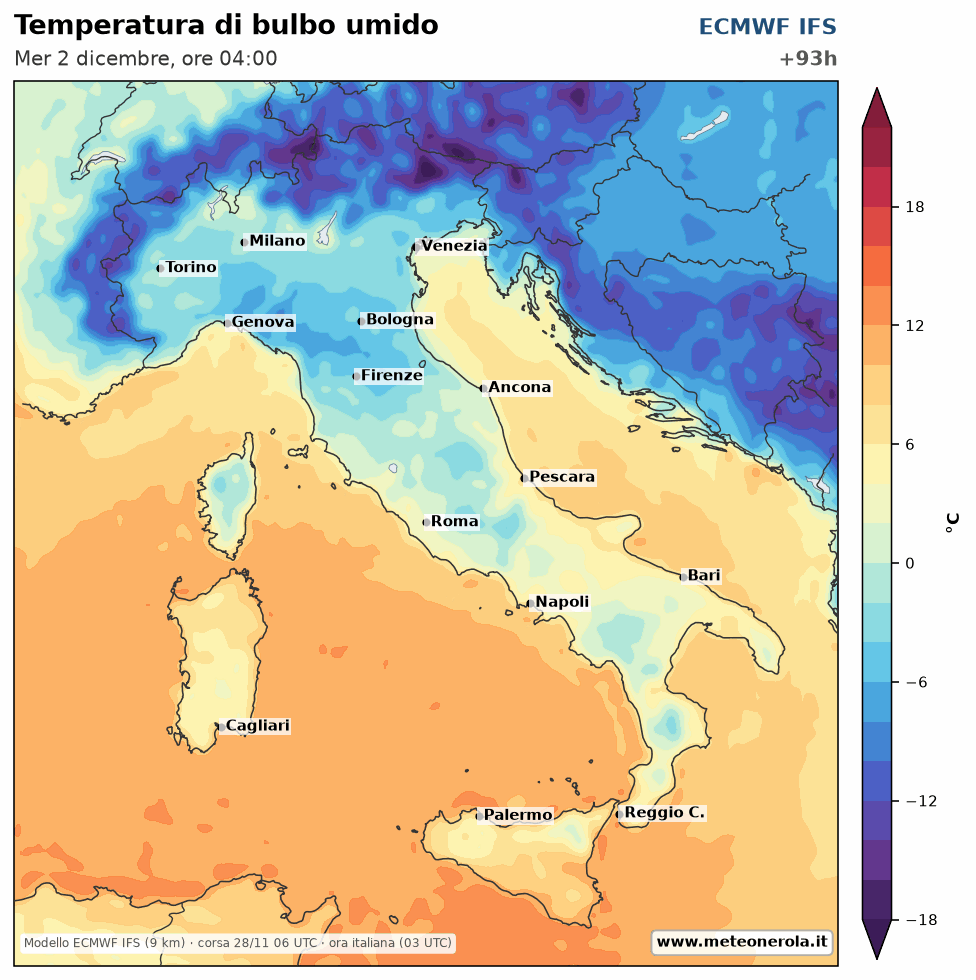 Temperatura di bulbo umido
ECMWF IFS
Mer 2 dicembre, ore 04:00
+93h
Milano
Venezia
Torino
Genova
Bologna
Firenze
Ancona
Pescara
Roma
Bari
Napoli
Cagliari
Palermo
Reggio C.
18
12
6
0
−6
−12
−18
°C
Modello ECMWF IFS (9 km) · corsa 28/11 06 UTC · ora italiana (03 UTC)
www.meteonerola.it